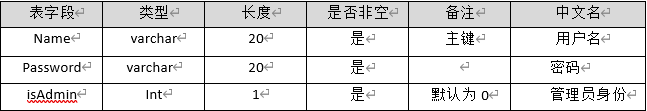 表字段 类型 长度 是否非空 备注 中文名
Name varchar 20 是 主键 用户名
Password varchar 20 是 密码
isAdmin Int 1 是 默认为 0 管理员身份